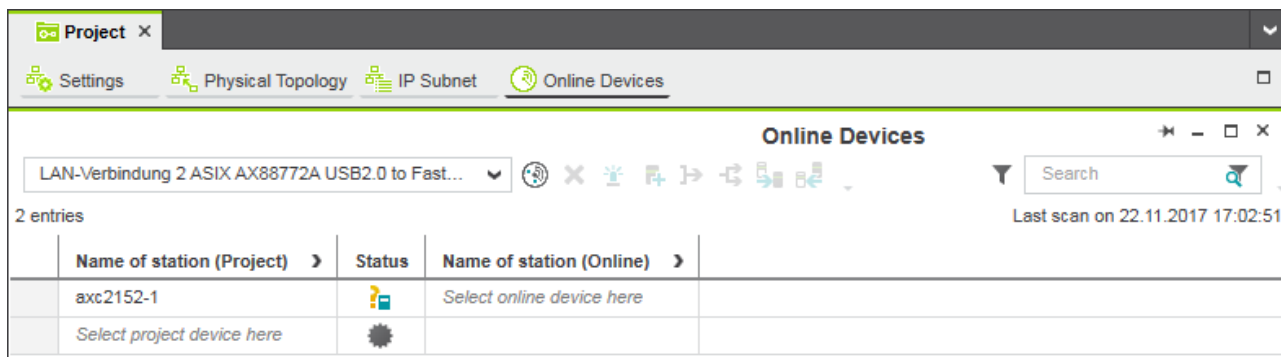 Project
Settings Physical Topology IP Subnet Online Devices
Online Devices
LAN-Verbindung 2 ASIX AX88772A USB2.0 to Fast... Search
2 entries Last scan on 22.11.2017 17:02:51
Name of station (Project) Status Name of station (Online)
axc2152-1 Select online device here
Select project device here